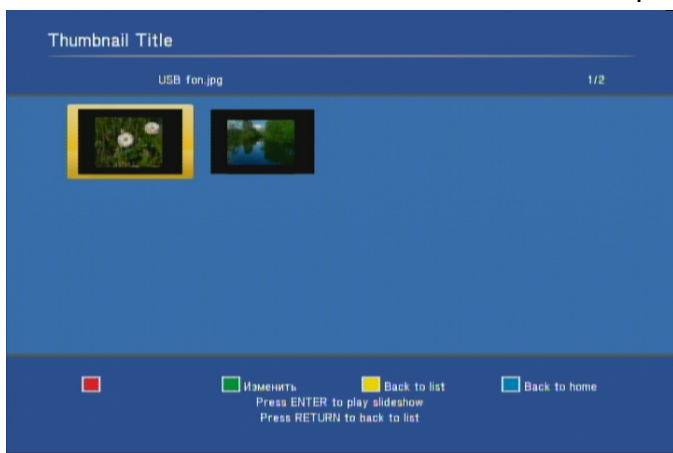 Thumbnail Title
USB fon.jpg 1/2
Изменить Back to list Back to home
Press ENTER to play slideshow
Press RETURN to back to list